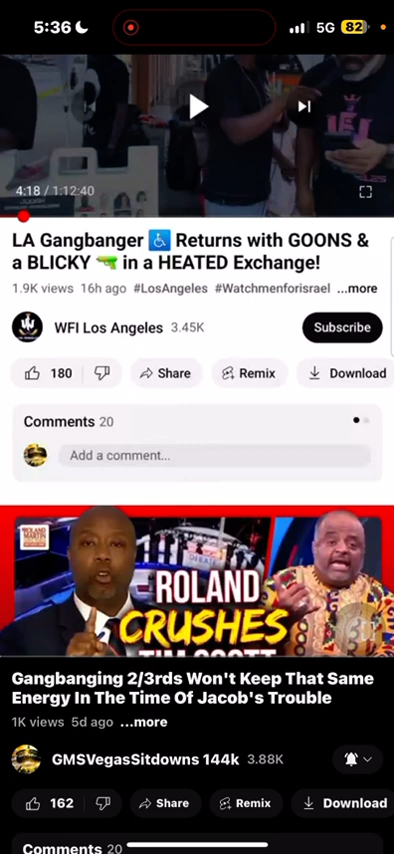 5:36
5G 82
4:18 / 1:12:40
LA Gangbanger ♿ Returns with GOONS &
a BLICKY 🔫 in a HEATED Exchange!
1.9K views 16h ago #LosAngeles #Watchmenforisrael ...more
WFI Los Angeles 3.45K
Subscribe
180
Share
Remix
Download
Comments 20
Add a comment...
ROLAND
MARTIN
DEBATE
ROLAND
CRUSHES
TIM SCOTT
Gangbanging 2/3rds Won't Keep That Same
Energy In The Time Of Jacob's Trouble
1K views 5d ago ...more
GMSVegasSitdowns 144k 3.88K
162
Share
Remix
Download
Comments 20